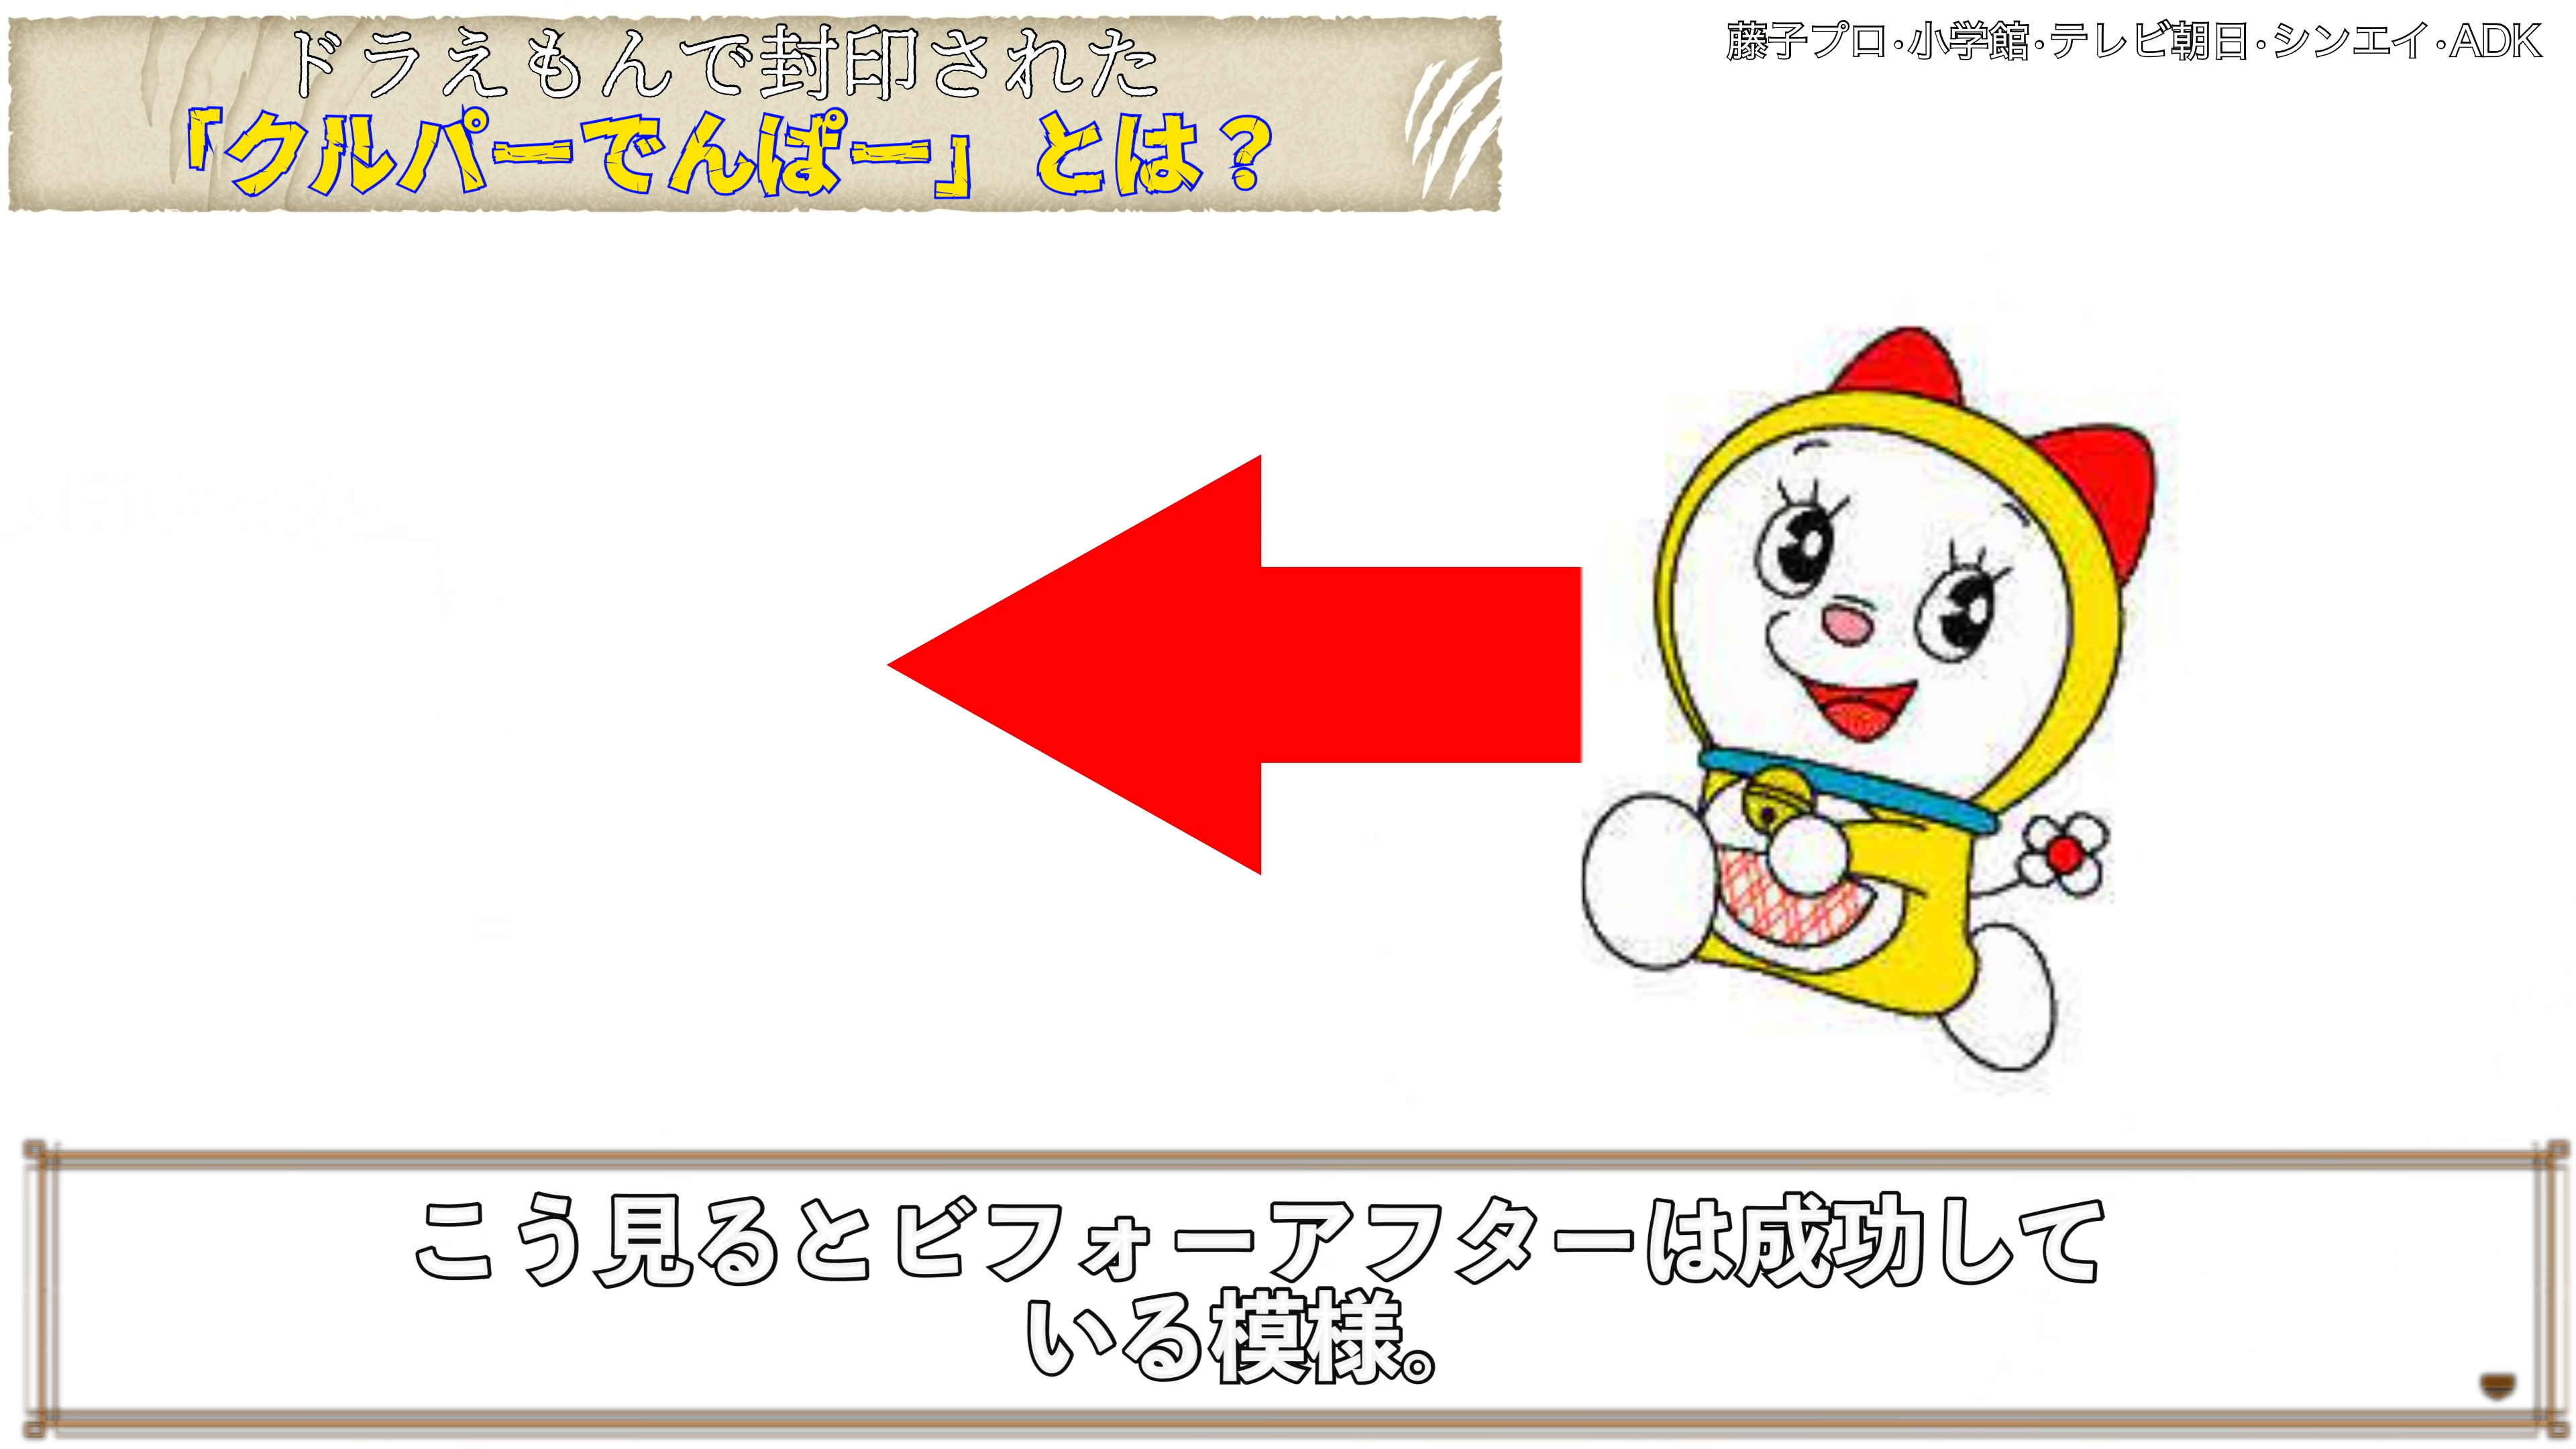 ドラえもんで封印された
「クルパーでんぱー」とは？
藤子プロ・小学館・テレビ朝日・シンエイ・ADK
こう見るとビフォーアフターは成功して
いる模様。